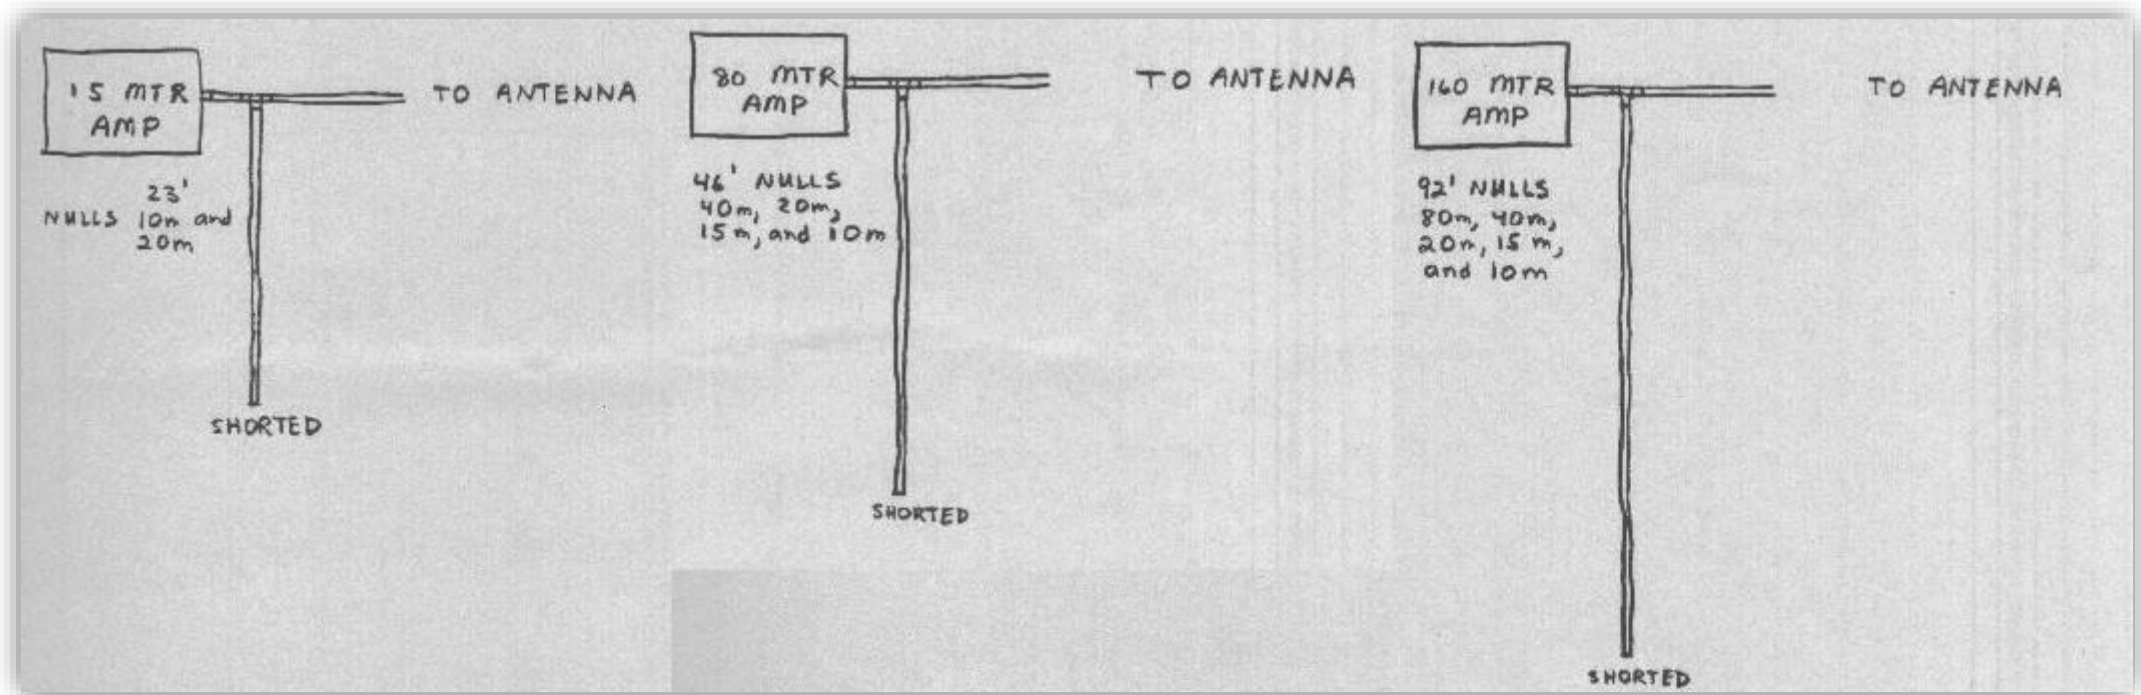 15 MTR
AMP
TO ANTENNA
23'
NULLS 10m and
20m
SHORTED
80 MTR
AMP
TO ANTENNA
46' NULLS
40m, 20m,
15m, and 10m
SHORTED
160 MTR
AMP
TO ANTENNA
92' NULLS
80m, 40m,
20m, 15m,
and 10m
SHORTED